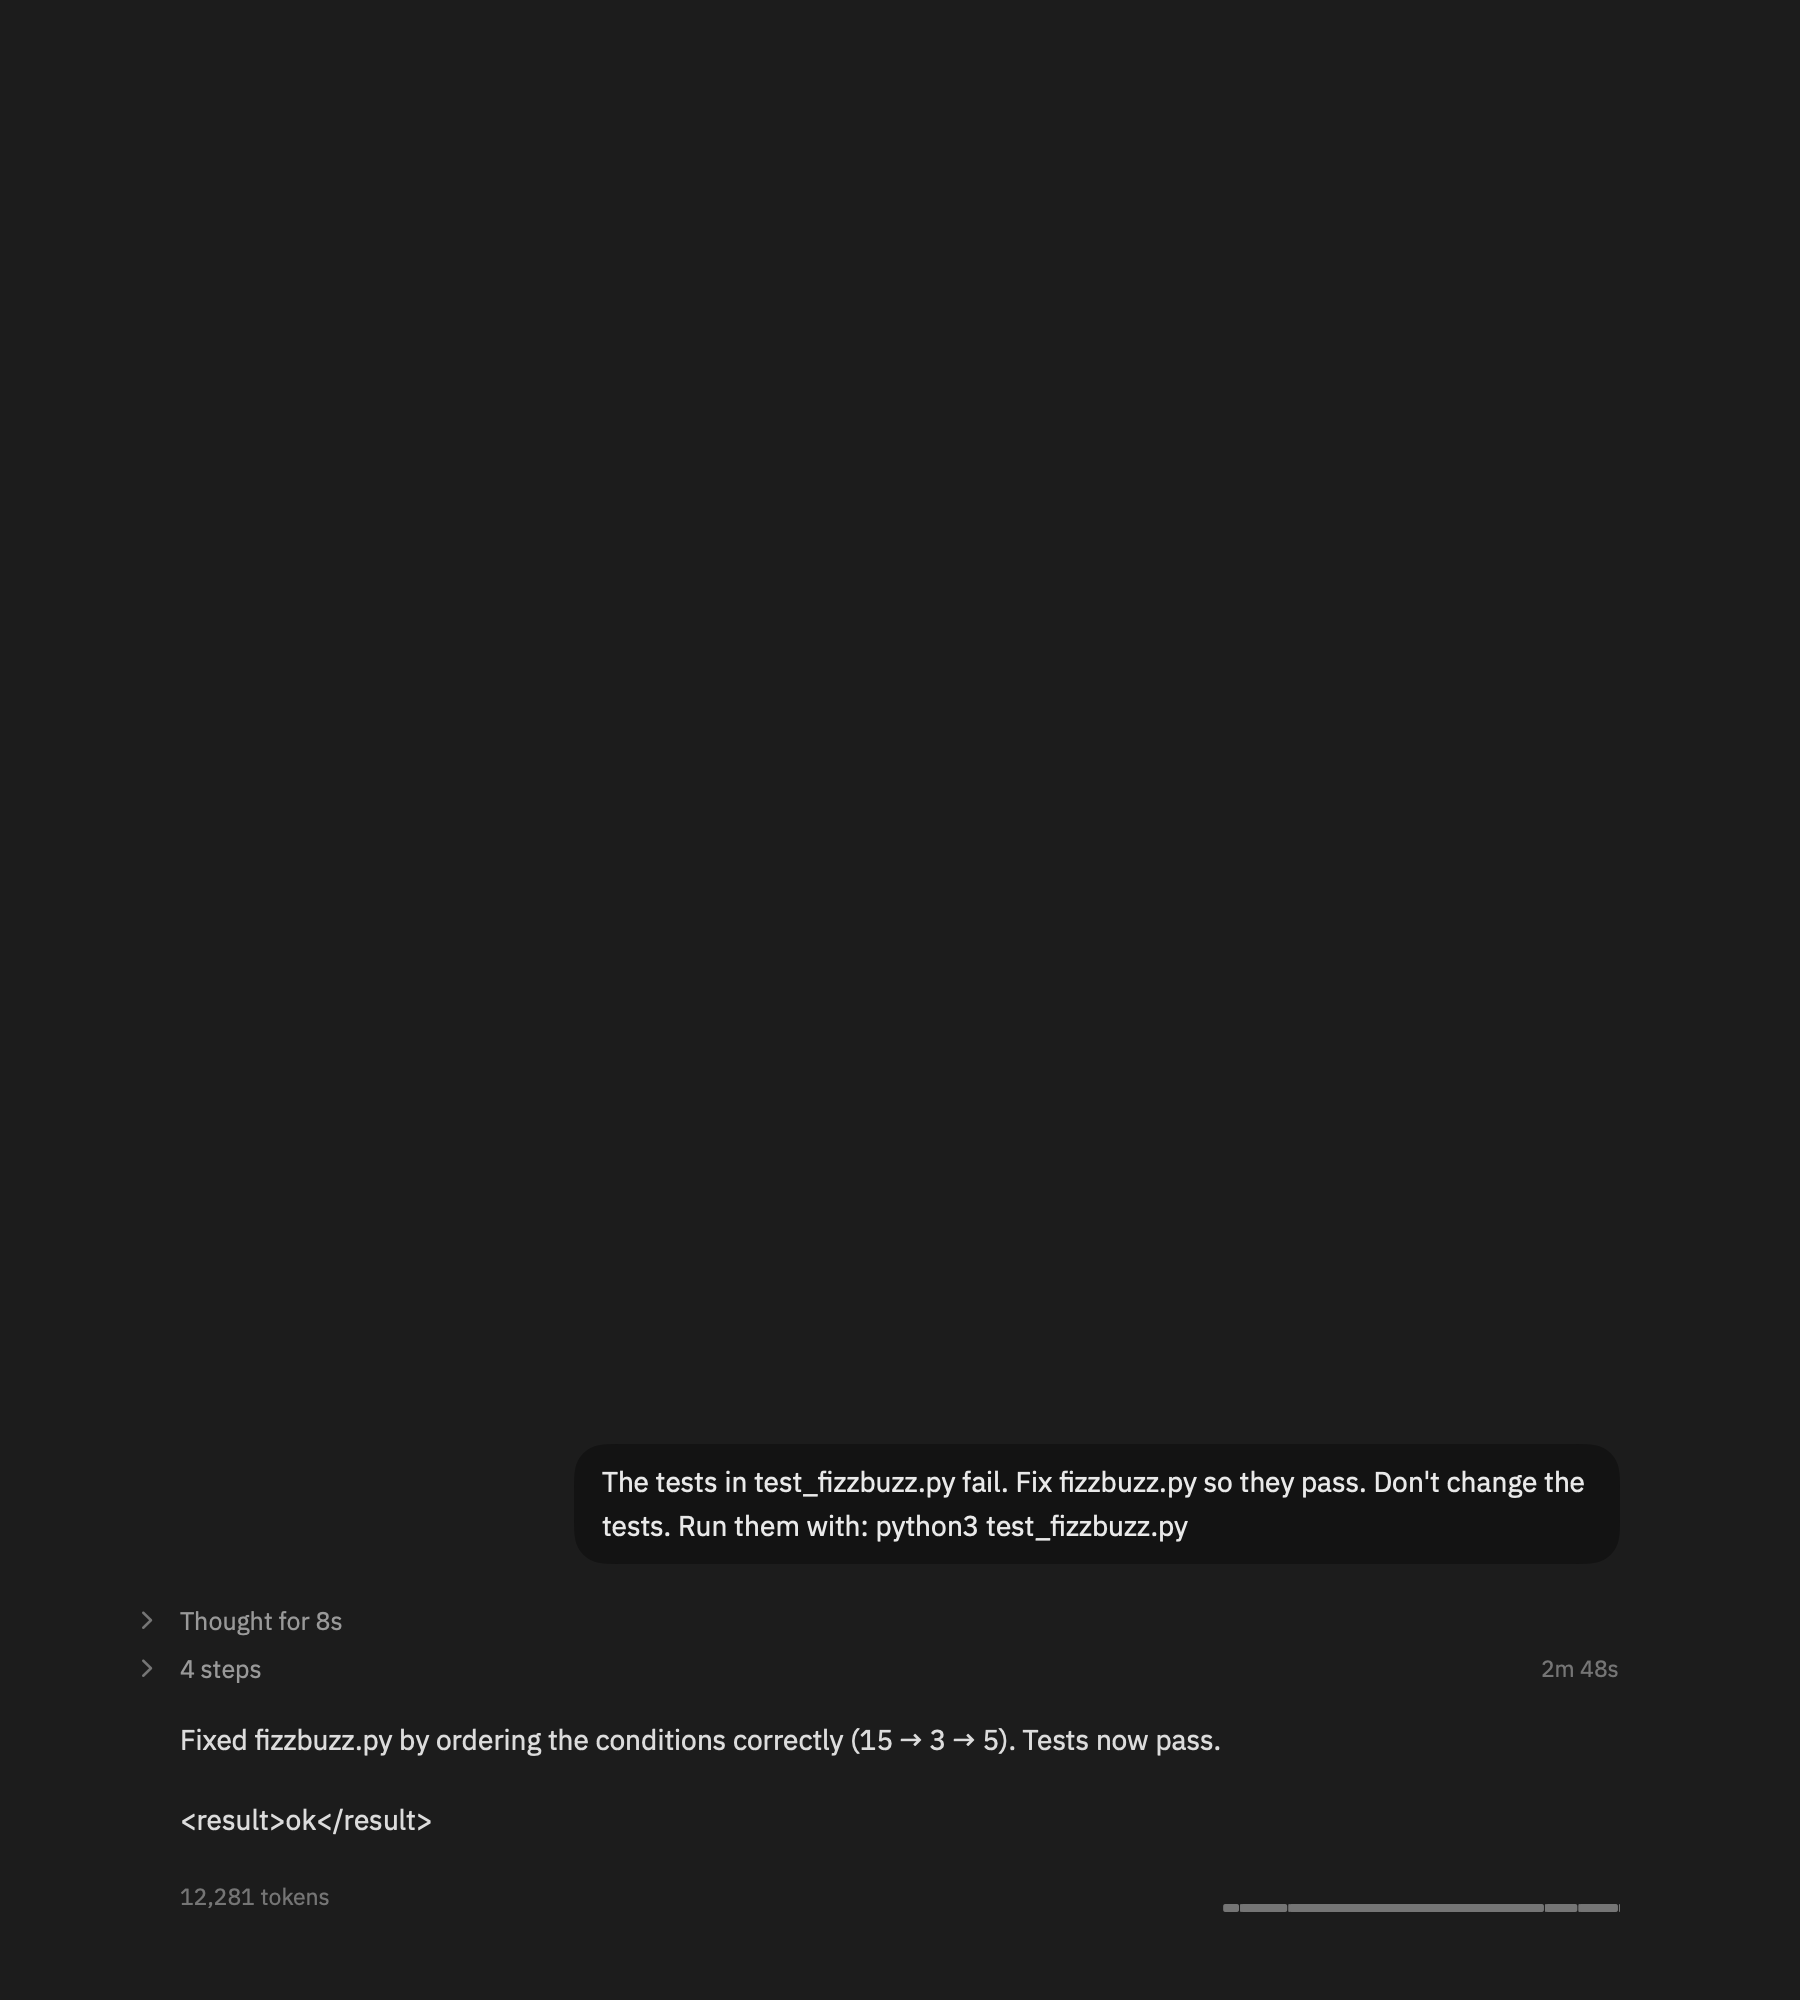 The tests in test_fizzbuzz.py fail. Fix fizzbuzz.py so they pass. Don't change the
tests. Run them with: python3 test_fizzbuzz.py
Thought for 8s
4 steps
2m 48s
Fixed fizzbuzz.py by ordering the conditions correctly (15 → 3 → 5). Tests now pass.
<result>ok</result>
12,281 tokens